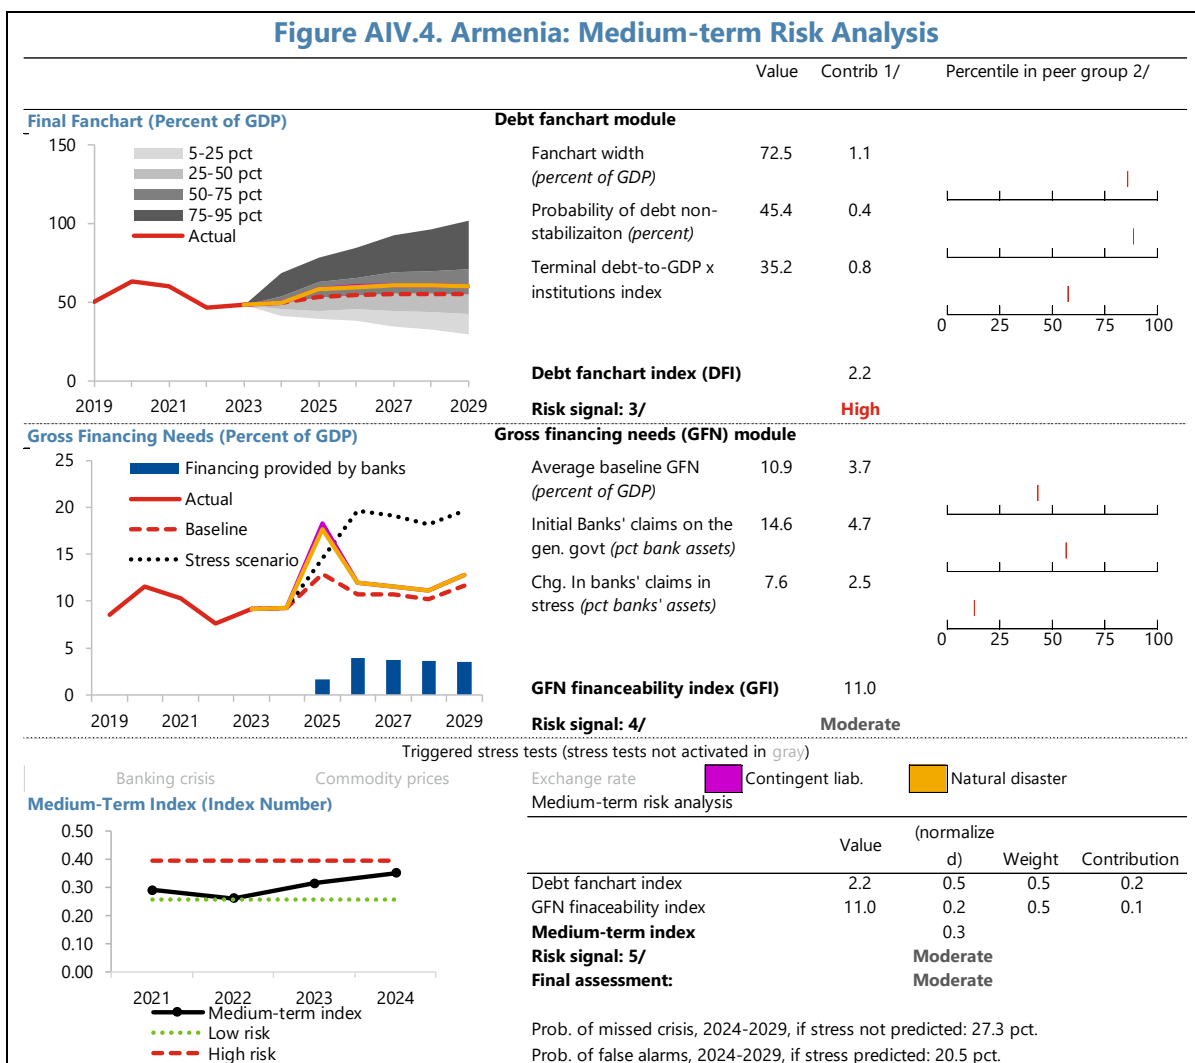 Figure AIV.4. Armenia: Medium-term Risk Analysis
Value Contrib 1/ Percentile in peer group 2/
Final Fanchart (Percent of GDP)
150
100
50
0
5-25 pct
25-50 pct
50-75 pct
75-95 pct
Actual
2019 2021 2023 2025 2027 2029
Debt fanchart module
Fanchart width 72.5 1.1
(percent of GDP)
Probability of debt non- 45.4 0.4
stabilizaiton (percent)
Terminal debt-to-GDP x 35.2 0.8
institutions index
0 25 50 75 100
Debt fanchart index (DFI) 2.2
Risk signal: 3/ High
Gross Financing Needs (Percent of GDP)
25
20
15
10
5
0
Financing provided by banks
Actual
Baseline
Stress scenario
2019 2021 2023 2025 2027 2029
Gross financing needs (GFN) module
Average baseline GFN 10.9 3.7
(percent of GDP)
Initial Banks' claims on the 14.6 4.7
gen. govt (pct bank assets)
Chg. In banks' claims in 7.6 2.5
stress (pct banks' assets)
0 25 50 75 100
GFN financeability index (GFI) 11.0
Risk signal: 4/ Moderate
Triggered stress tests (stress tests not activated in gray)
Banking crisis Commodity prices Exchange rate Contingent liab. Natural disaster
Medium-Term Index (Index Number)
0.50
0.40
0.30
0.20
0.10
0.00
2021 2022 2023 2024
Medium-term index
Low risk
High risk
Medium-term risk analysis
Value (normalize
d) Weight Contribution
Debt fanchart index 2.2 0.5 0.5 0.2
GFN finaceability index 11.0 0.2 0.5 0.1
Medium-term index 0.3
Risk signal: 5/ Moderate
Final assessment: Moderate
Prob. of missed crisis, 2024-2029, if stress not predicted: 27.3 pct.
Prob. of false alarms, 2024-2029, if stress predicted: 20.5 pct.